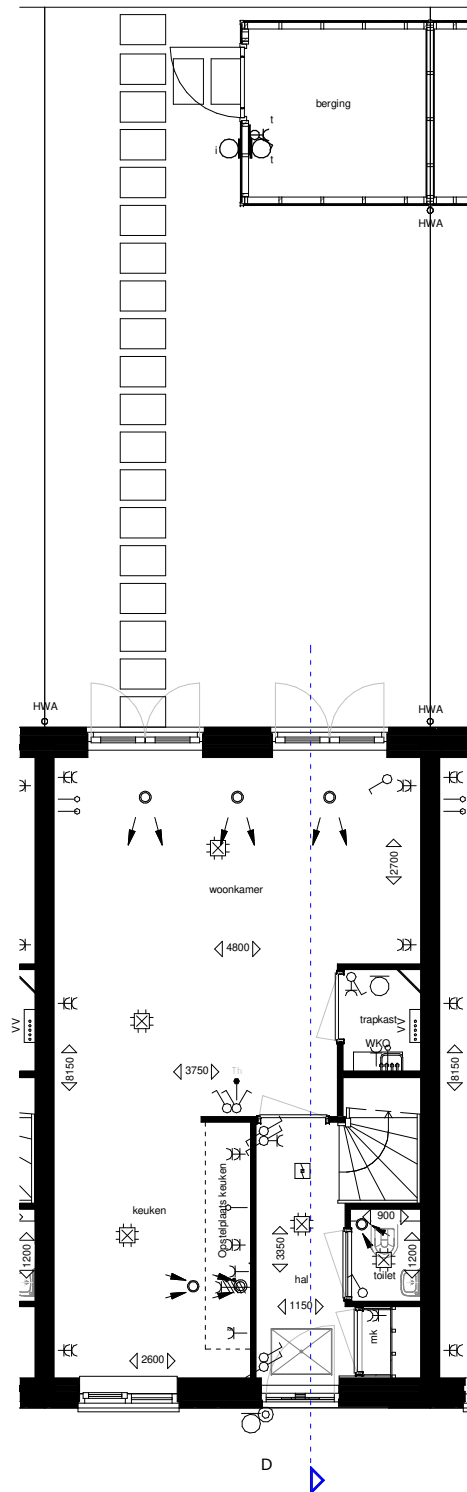 berging
t
i
t
HWA
HWA
HWA
2700
woonkamer
4800
trapkast
VV
VV
WKO
8150
3750
Th
8150
keuken
Opstelplaats keuken
900
1200
3350
1200
toilet
hal
1150
mk
2600
D